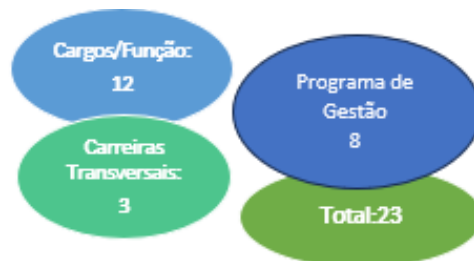 Cargos/Função:
12
Carreiras
Transversais:
3
Programa de
Gestão
8
Total:23